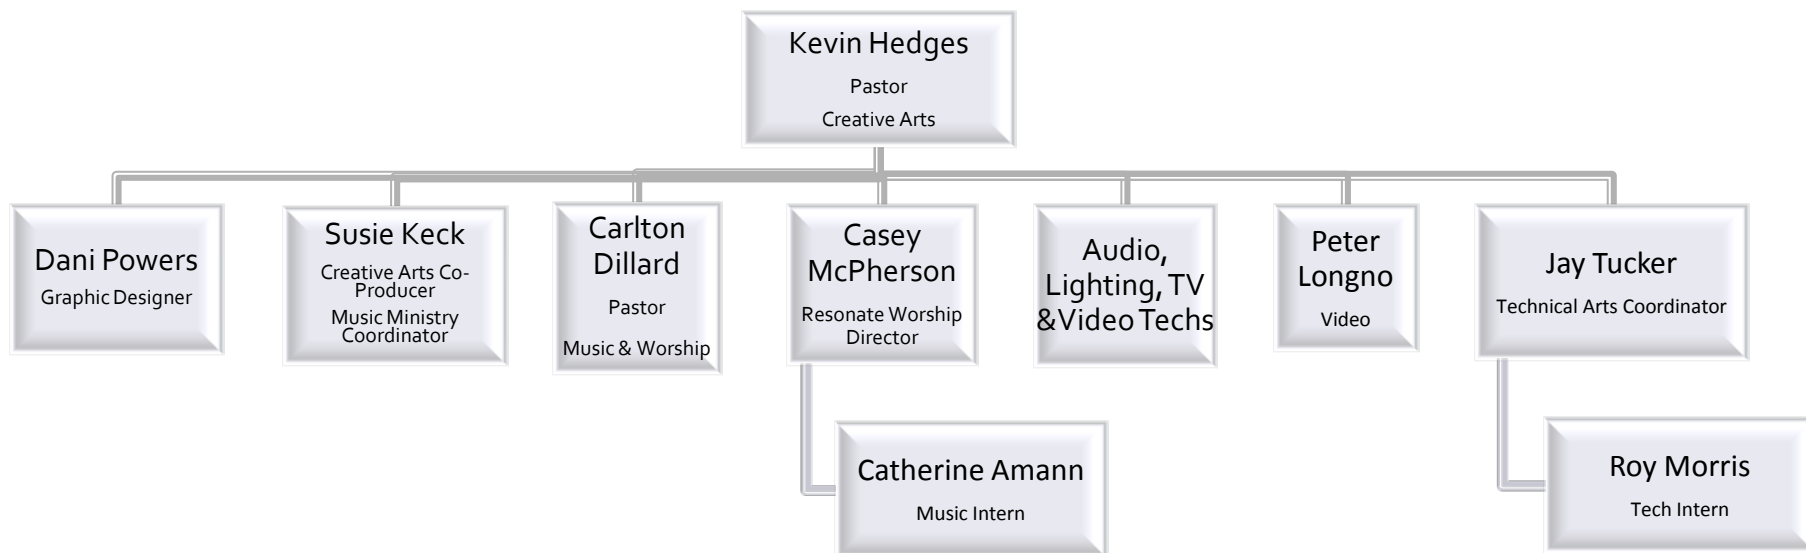 Kevin Hedges
Pastor
Creative Arts
Dani Powers
Graphic Designer
Susie Keck
Creative Arts Co-
Producer
Music Ministry
Coordinator
Carlton
Dillard
Pastor
Music & Worship
Casey
McPherson
Resonate Worship
Director
Audio,
Lighting, TV
&Video Techs
Peter
Longno
Video
Jay Tucker
Technical Arts Coordinator
Catherine Amann
Music Intern
Roy Morris
Tech Intern